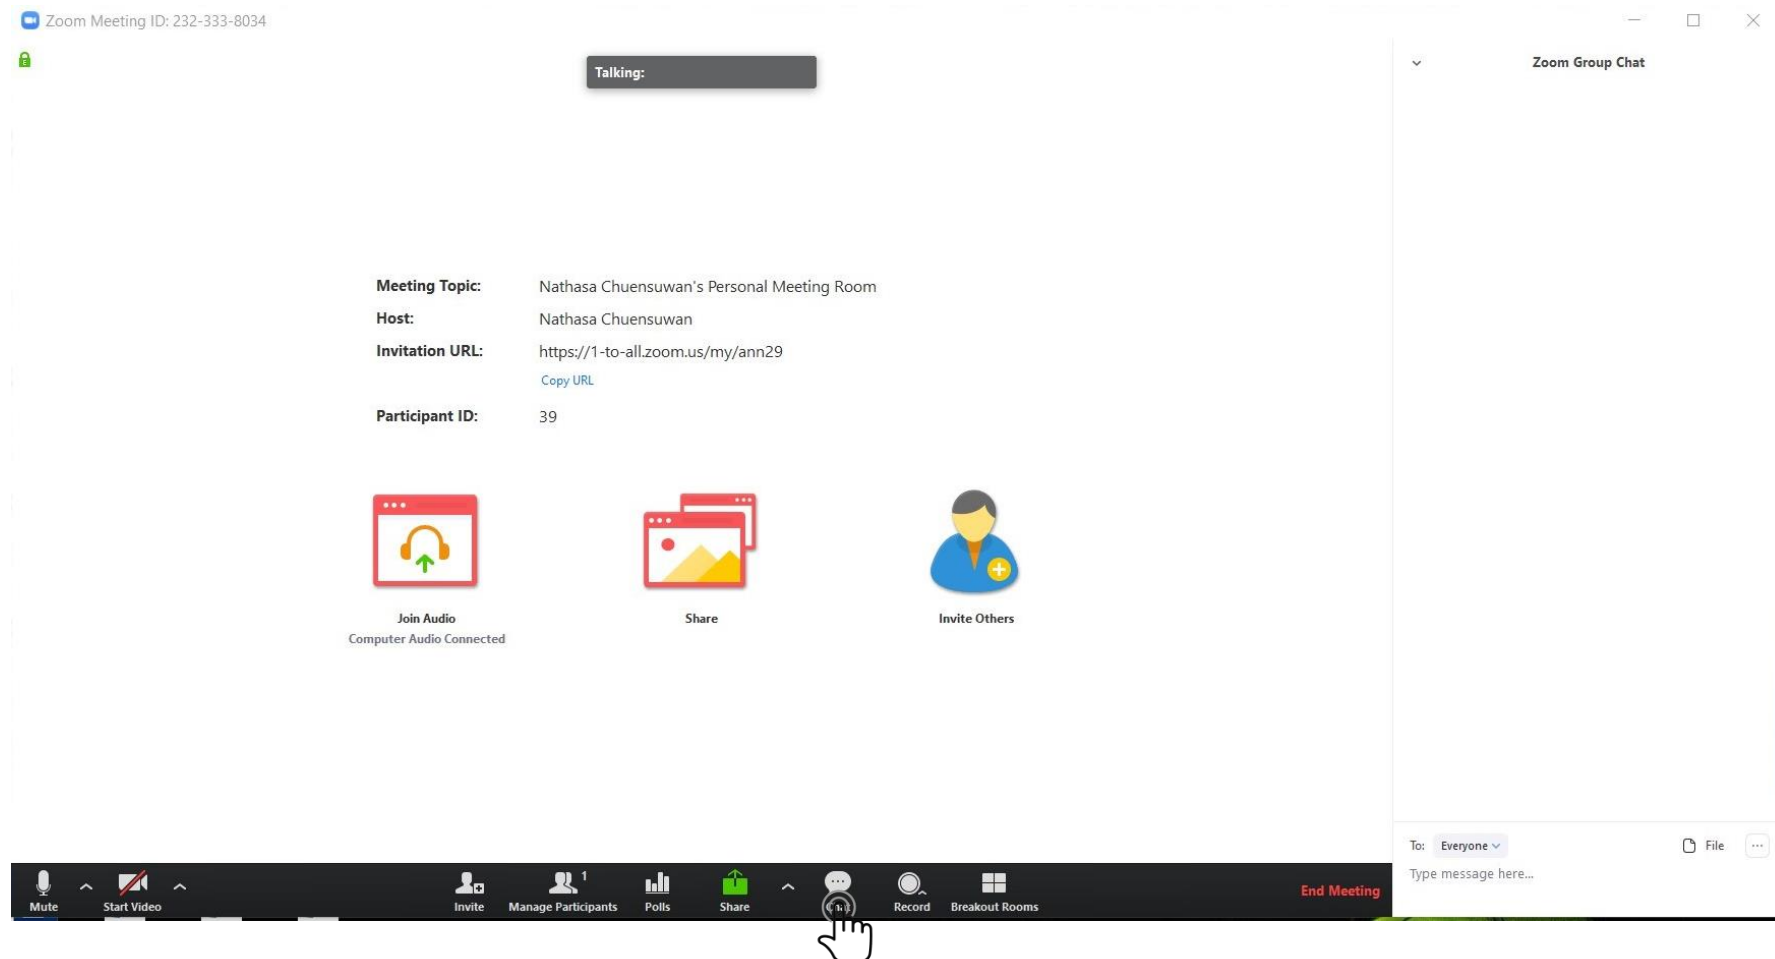 Zoom Meeting ID: 232-333-8034
Talking:
Zoom Group Chat
Meeting Topic: Nathasa Chuensuwan's Personal Meeting Room
Host: Nathasa Chuensuwan
Invitation URL: https://1-to-all.zoom.us/my/ann29
Copy URL
Participant ID: 39
Join Audio
Computer Audio Connected
Share
Invite Others
To: Everyone File
Type message here...
Mute Start Video Invite Manage Participants 1 Polls Share Chat Record Breakout Rooms End Meeting